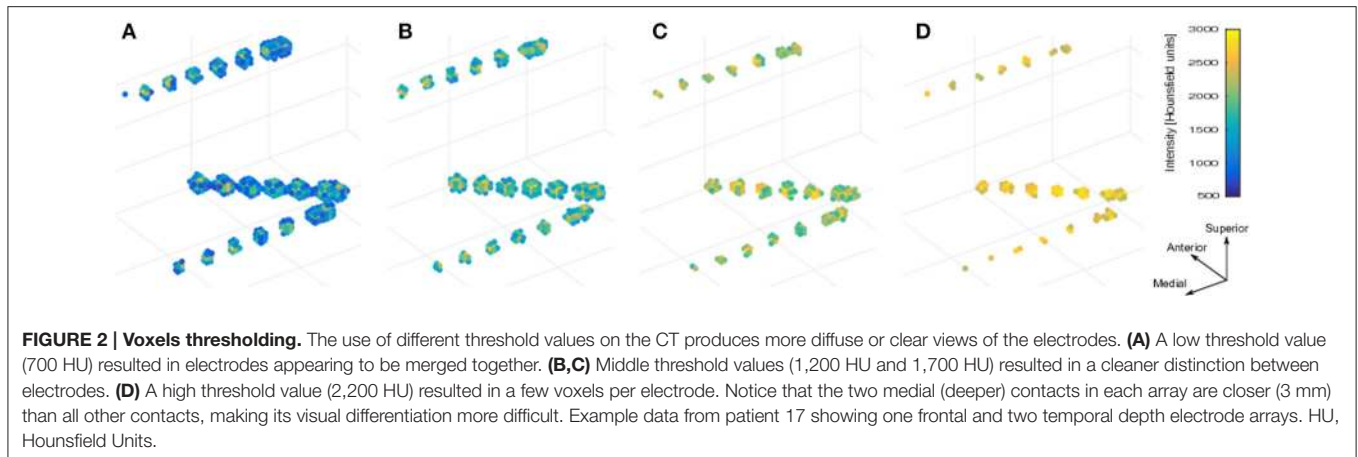 A
B
C
D
3000
2500
2000
1500
1000
500
Intensity [Hounsfield units]
Superior
Anterior
Medial
FIGURE 2 | Voxels thresholding. The use of different threshold values on the CT produces more diffuse or clear views of the electrodes. (A) A low threshold value
(700 HU) resulted in electrodes appearing to be merged together. (B,C) Middle threshold values (1,200 HU and 1,700 HU) resulted in a cleaner distinction between
electrodes. (D) A high threshold value (2,200 HU) resulted in a few voxels per electrode. Notice that the two medial (deeper) contacts in each array are closer (3 mm)
than all other contacts, making its visual differentiation more difficult. Example data from patient 17 showing one frontal and two temporal depth electrode arrays. HU,
Hounsfield Units.